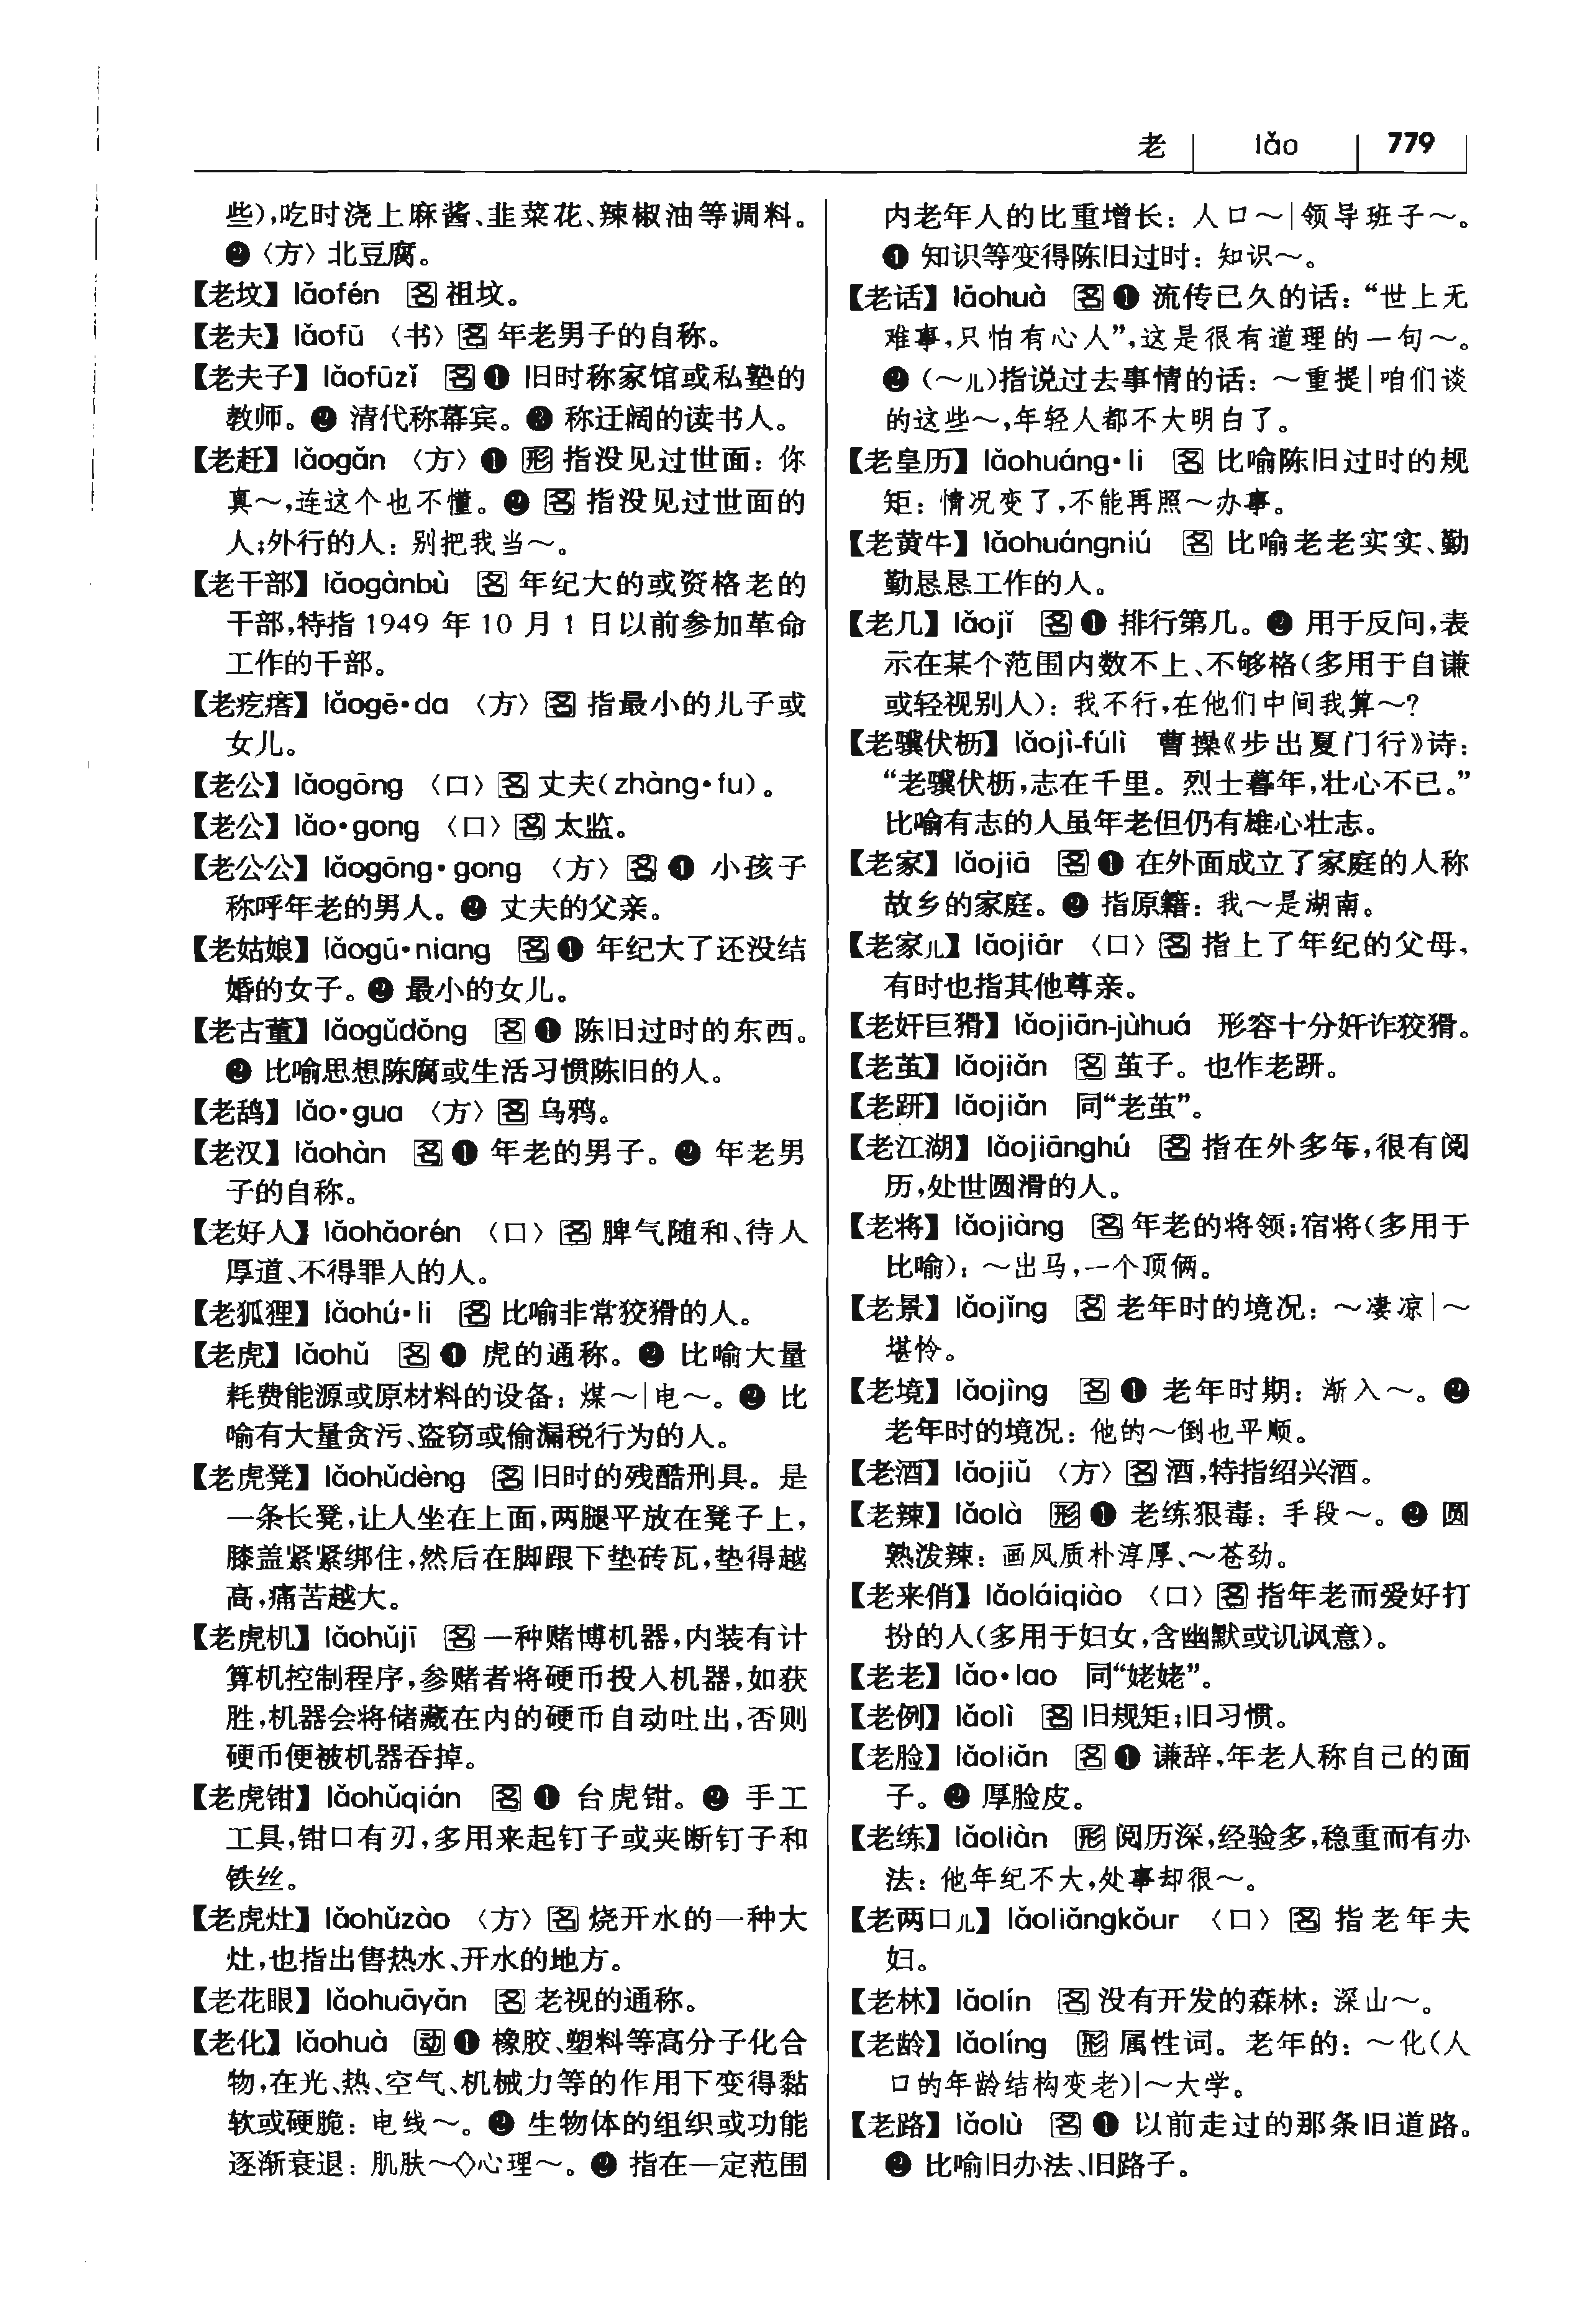 老 lǎo 779
些),吃时浇上麻酱、韭菜花、辣椒油等调料。
❷〈方〉北豆腐。
【老坟】lǎofén 名 祖坟。
【老夫】lǎofū 〈书〉名 年老男子的自称。
【老夫子】lǎofūzǐ 名 ❶ 旧时称家馆或私塾的
教师。❷ 清代称幕宾。❸ 称迂阔的读书人。
【老赶】lǎogǎn 〈方〉❶ 形 指没见过世面：你
真～,连这个也不懂。❷ 名 指没见过世面的
人;外行的人：别把我当～。
【老干部】lǎogànbù 名 年纪大的或资格老的
干部,特指 1949 年 10 月 1 日以前参加革命
工作的干部。
【老疙瘩】lǎogē•da 〈方〉名 指最小的儿子或
女儿。
【老公】lǎogōng 〈口〉名 丈夫(zhàng•fu)。
【老公】lǎo•gong 〈口〉名 太监。
【老公公】lǎogōng•gong 〈方〉名 ❶ 小孩子
称呼年老的男人。❷ 丈夫的父亲。
【老姑娘】lǎogū•niang 名 ❶ 年纪大了还没结
婚的女子。❷ 最小的女儿。
【老古董】lǎogǔdǒng 名 ❶ 陈旧过时的东西。
❷ 比喻思想陈腐或生活习惯陈旧的人。
【老鸹】lǎo•gua 〈方〉名 乌鸦。
【老汉】lǎohàn 名 ❶ 年老的男子。❷ 年老男
子的自称。
【老好人】lǎohǎorén 〈口〉名 脾气随和、待人
厚道、不得罪人的人。
【老狐狸】lǎohú•li 名 比喻非常狡猾的人。
【老虎】lǎohǔ 名 ❶ 虎的通称。❷ 比喻大量
耗费能源或原材料的设备：煤～|电～。❷ 比
喻有大量贪污、盗窃或偷漏税行为的人。
【老虎凳】lǎohǔdèng 名 旧时的残酷刑具。是
一条长凳,让人坐在上面,两腿平放在凳子上,
膝盖紧紧绑住,然后在脚跟下垫砖瓦,垫得越
高,痛苦越大。
【老虎机】lǎohǔjī 名 一种赌博机器,内装有计
算机控制程序,参赌者将硬币投入机器,如获
胜,机器会将储藏在内的硬币自动吐出,否则
硬币便被机器吞掉。
【老虎钳】lǎohǔqián 名 ❶ 台虎钳。❷ 手工
工具,钳口有刃,多用来起钉子或夹断钉子和
铁丝。
【老虎灶】lǎohǔzào 〈方〉名 烧开水的一种大
灶,也指出售热水、开水的地方。
【老花眼】lǎohuāyǎn 名 老视的通称。
【老化】lǎohuà 动 ❶ 橡胶、塑料等高分子化合
物,在光、热、空气、机械力等的作用下变得黏
软或硬脆：电线～。❷ 生物体的组织或功能
逐渐衰退：肌肤～◇心理～。❷ 指在一定范围
内老年人的比重增长：人口～|领导班子～。
❶ 知识等变得陈旧过时：知识～。
【老话】lǎohuà 名 ❶ 流传已久的话：“世上无
难事,只怕有心人”,这是很有道理的一句～。
❷ (～儿)指说过去事情的话：～重提|咱们谈
的这些～,年轻人都不大明白了。
【老皇历】lǎohuáng•li 名 比喻陈旧过时的规
矩：情况变了,不能再照～办事。
【老黄牛】lǎohuángniú 名 比喻老老实实、勤
勤恳恳工作的人。
【老几】lǎojǐ 名 ❶ 排行第几。❷ 用于反问,表
示在某个范围内数不上、不够格(多用于自谦
或轻视别人)：我不行,在他们中间我算～?
【老骥伏枥】lǎojì-fúlì 曹操《步出夏门行》诗：
“老骥伏枥,志在千里。烈士暮年,壮心不已。”
比喻有志的人虽年老但仍有雄心壮志。
【老家】lǎojiā 名 ❶ 在外面成立了家庭的人称
故乡的家庭。❷ 指原籍：我～是湖南。
【老家儿】lǎojiār 〈口〉名 指上了年纪的父母,
有时也指其他尊亲。
【老奸巨猾】lǎojiān-jùhuá 形容十分奸诈狡猾。
【老茧】lǎojiǎn 名 茧子。也作老趼。
【老趼】lǎojiǎn 同“老茧”。
【老江湖】lǎojiānghú 名 指在外多年,很有阅
历,处世圆滑的人。
【老将】lǎojiàng 名 年老的将领;宿将(多用于
比喻)：～出马,一个顶俩。
【老景】lǎojǐng 名 老年时的境况：～凄凉|～
堪怜。
【老境】lǎojìng 名 ❶ 老年时期：渐入～。❷
老年时的境况：他的～倒也平顺。
【老酒】lǎojiǔ 〈方〉名 酒,特指绍兴酒。
【老辣】lǎolà 形 ❶ 老练狠毒：手段～。❷ 圆
熟泼辣：画风质朴淳厚、～苍劲。
【老来俏】lǎoláiqiào 〈口〉名 指年老而爱好打
扮的人(多用于妇女,含幽默或讥讽意)。
【老老】lǎo•lao 同“姥姥”。
【老例】lǎolì 名 旧规矩;旧习惯。
【老脸】lǎoliǎn 名 ❶ 谦辞,年老人称自己的面
子。❷ 厚脸皮。
【老练】lǎoliàn 形 阅历深,经验多,稳重而有办
法：他年纪不大,处事却很～。
【老两口儿】lǎoliǎngkǒur 〈口〉名 指老年夫
妇。
【老林】lǎolín 名 没有开发的森林：深山～。
【老龄】lǎolíng 形 属性词。老年的：～化(人
口的年龄结构变老)|～大学。
【老路】lǎolù 名 ❶ 以前走过的那条旧道路。
❷ 比喻旧办法、旧路子。